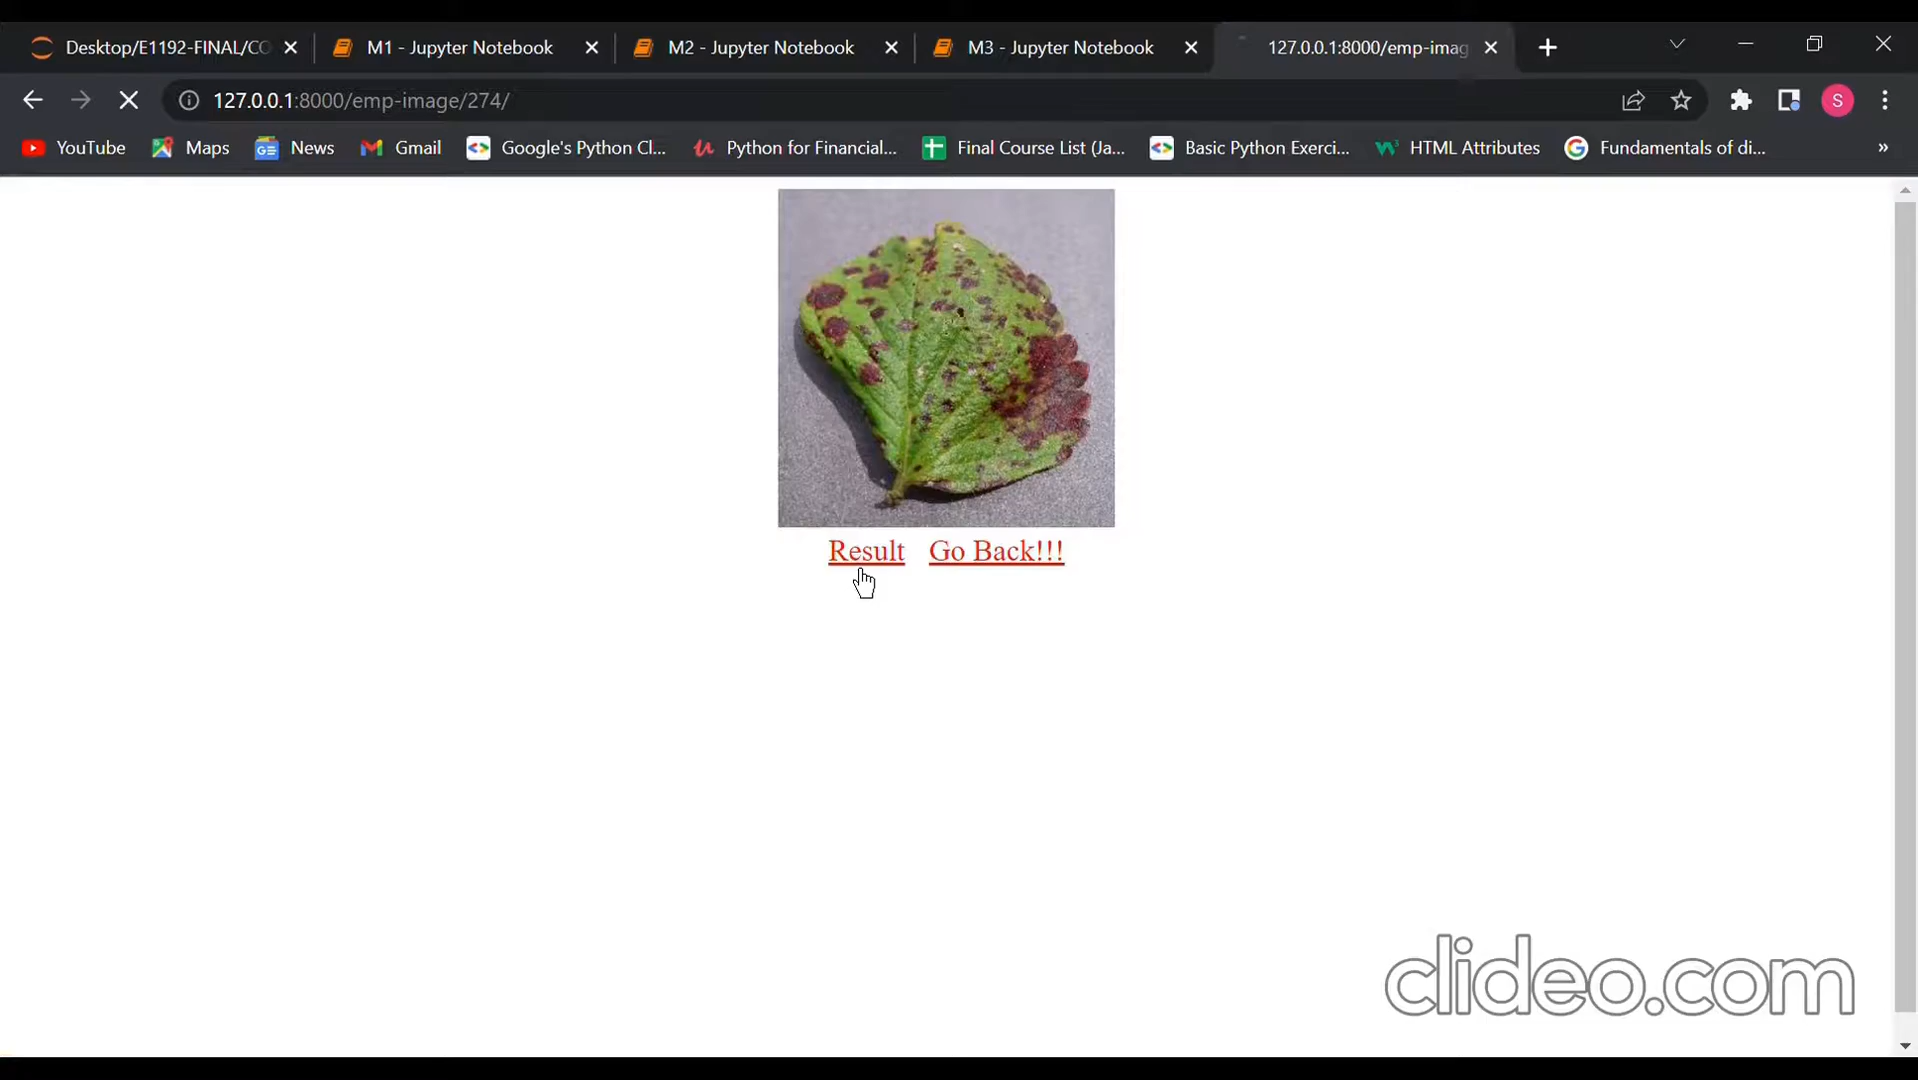 Desktop/E1192-FINAL/CO
M1 - Jupyter Notebook
M2 - Jupyter Notebook
M3 - Jupyter Notebook
127.0.0.1:8000/emp-imag
127.0.0.1:8000/emp-image/274/
S
YouTube
Maps
News
Gmail
Google's Python Cl...
Python for Financial...
Final Course List (Ja...
Basic Python Exerci...
HTML Attributes
Fundamentals of di...
»
Result Go Back!!!
clideo.com